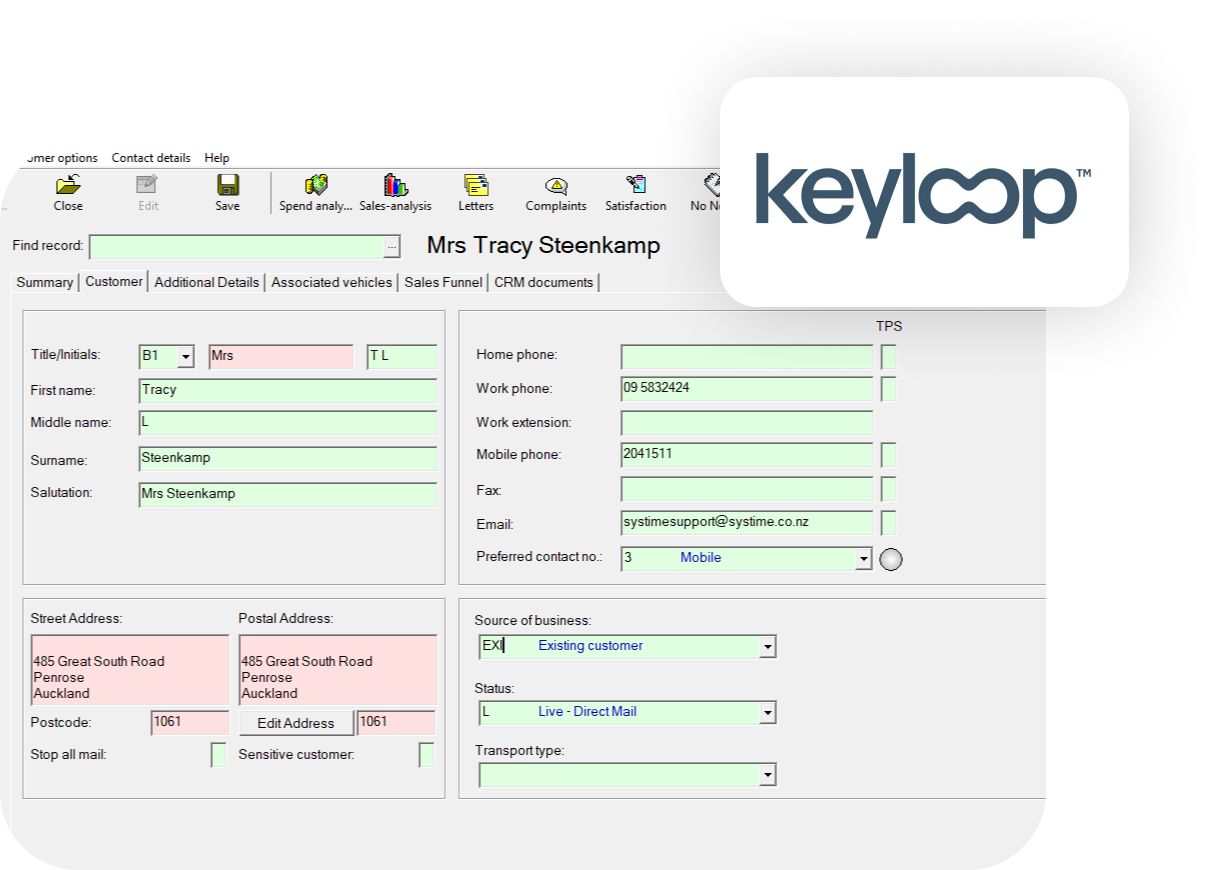 keyloop™
omer options Contact details Help
Close Edit Save Spend analy... Sales-analysis Letters Complaints Satisfaction No
Find record: ... Mrs Tracy Steenkamp
Summary Customer Additional Details Associated vehicles Sales Funnel CRM documents
TPS
Title/Initials: B1 Mrs T L
First name: Tracy
Middle name: L
Surname: Steenkamp
Salutation: Mrs Steenkamp
Home phone:
Work phone: 09 5832424
Work extension:
Mobile phone: 2041511
Fax:
Email: systimesupport@systime.co.nz
Preferred contact no.: 3 Mobile
Street Address: Postal Address:
485 Great South Road 485 Great South Road
Penrose Penrose
Auckland Auckland
Postcode: 1061 Edit Address 1061
Stop all mail: Sensitive customer:
Source of business:
EXI Existing customer
Status:
L Live - Direct Mail
Transport type: